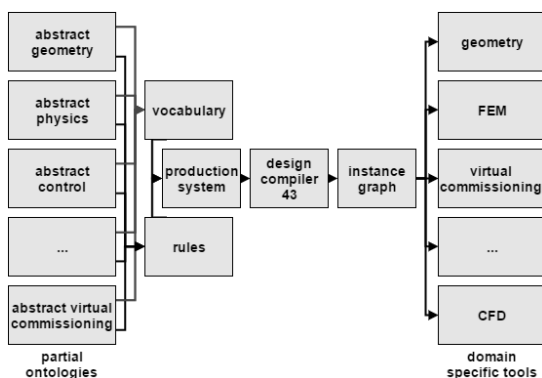 abstract
geometry
abstract
physics
abstract
control
...
abstract virtual
commissioning
partial
ontologies
vocabulary
rules
production
system
design
compiler
43
instance
graph
geometry
FEM
virtual
commissioning
...
CFD
domain
specific tools